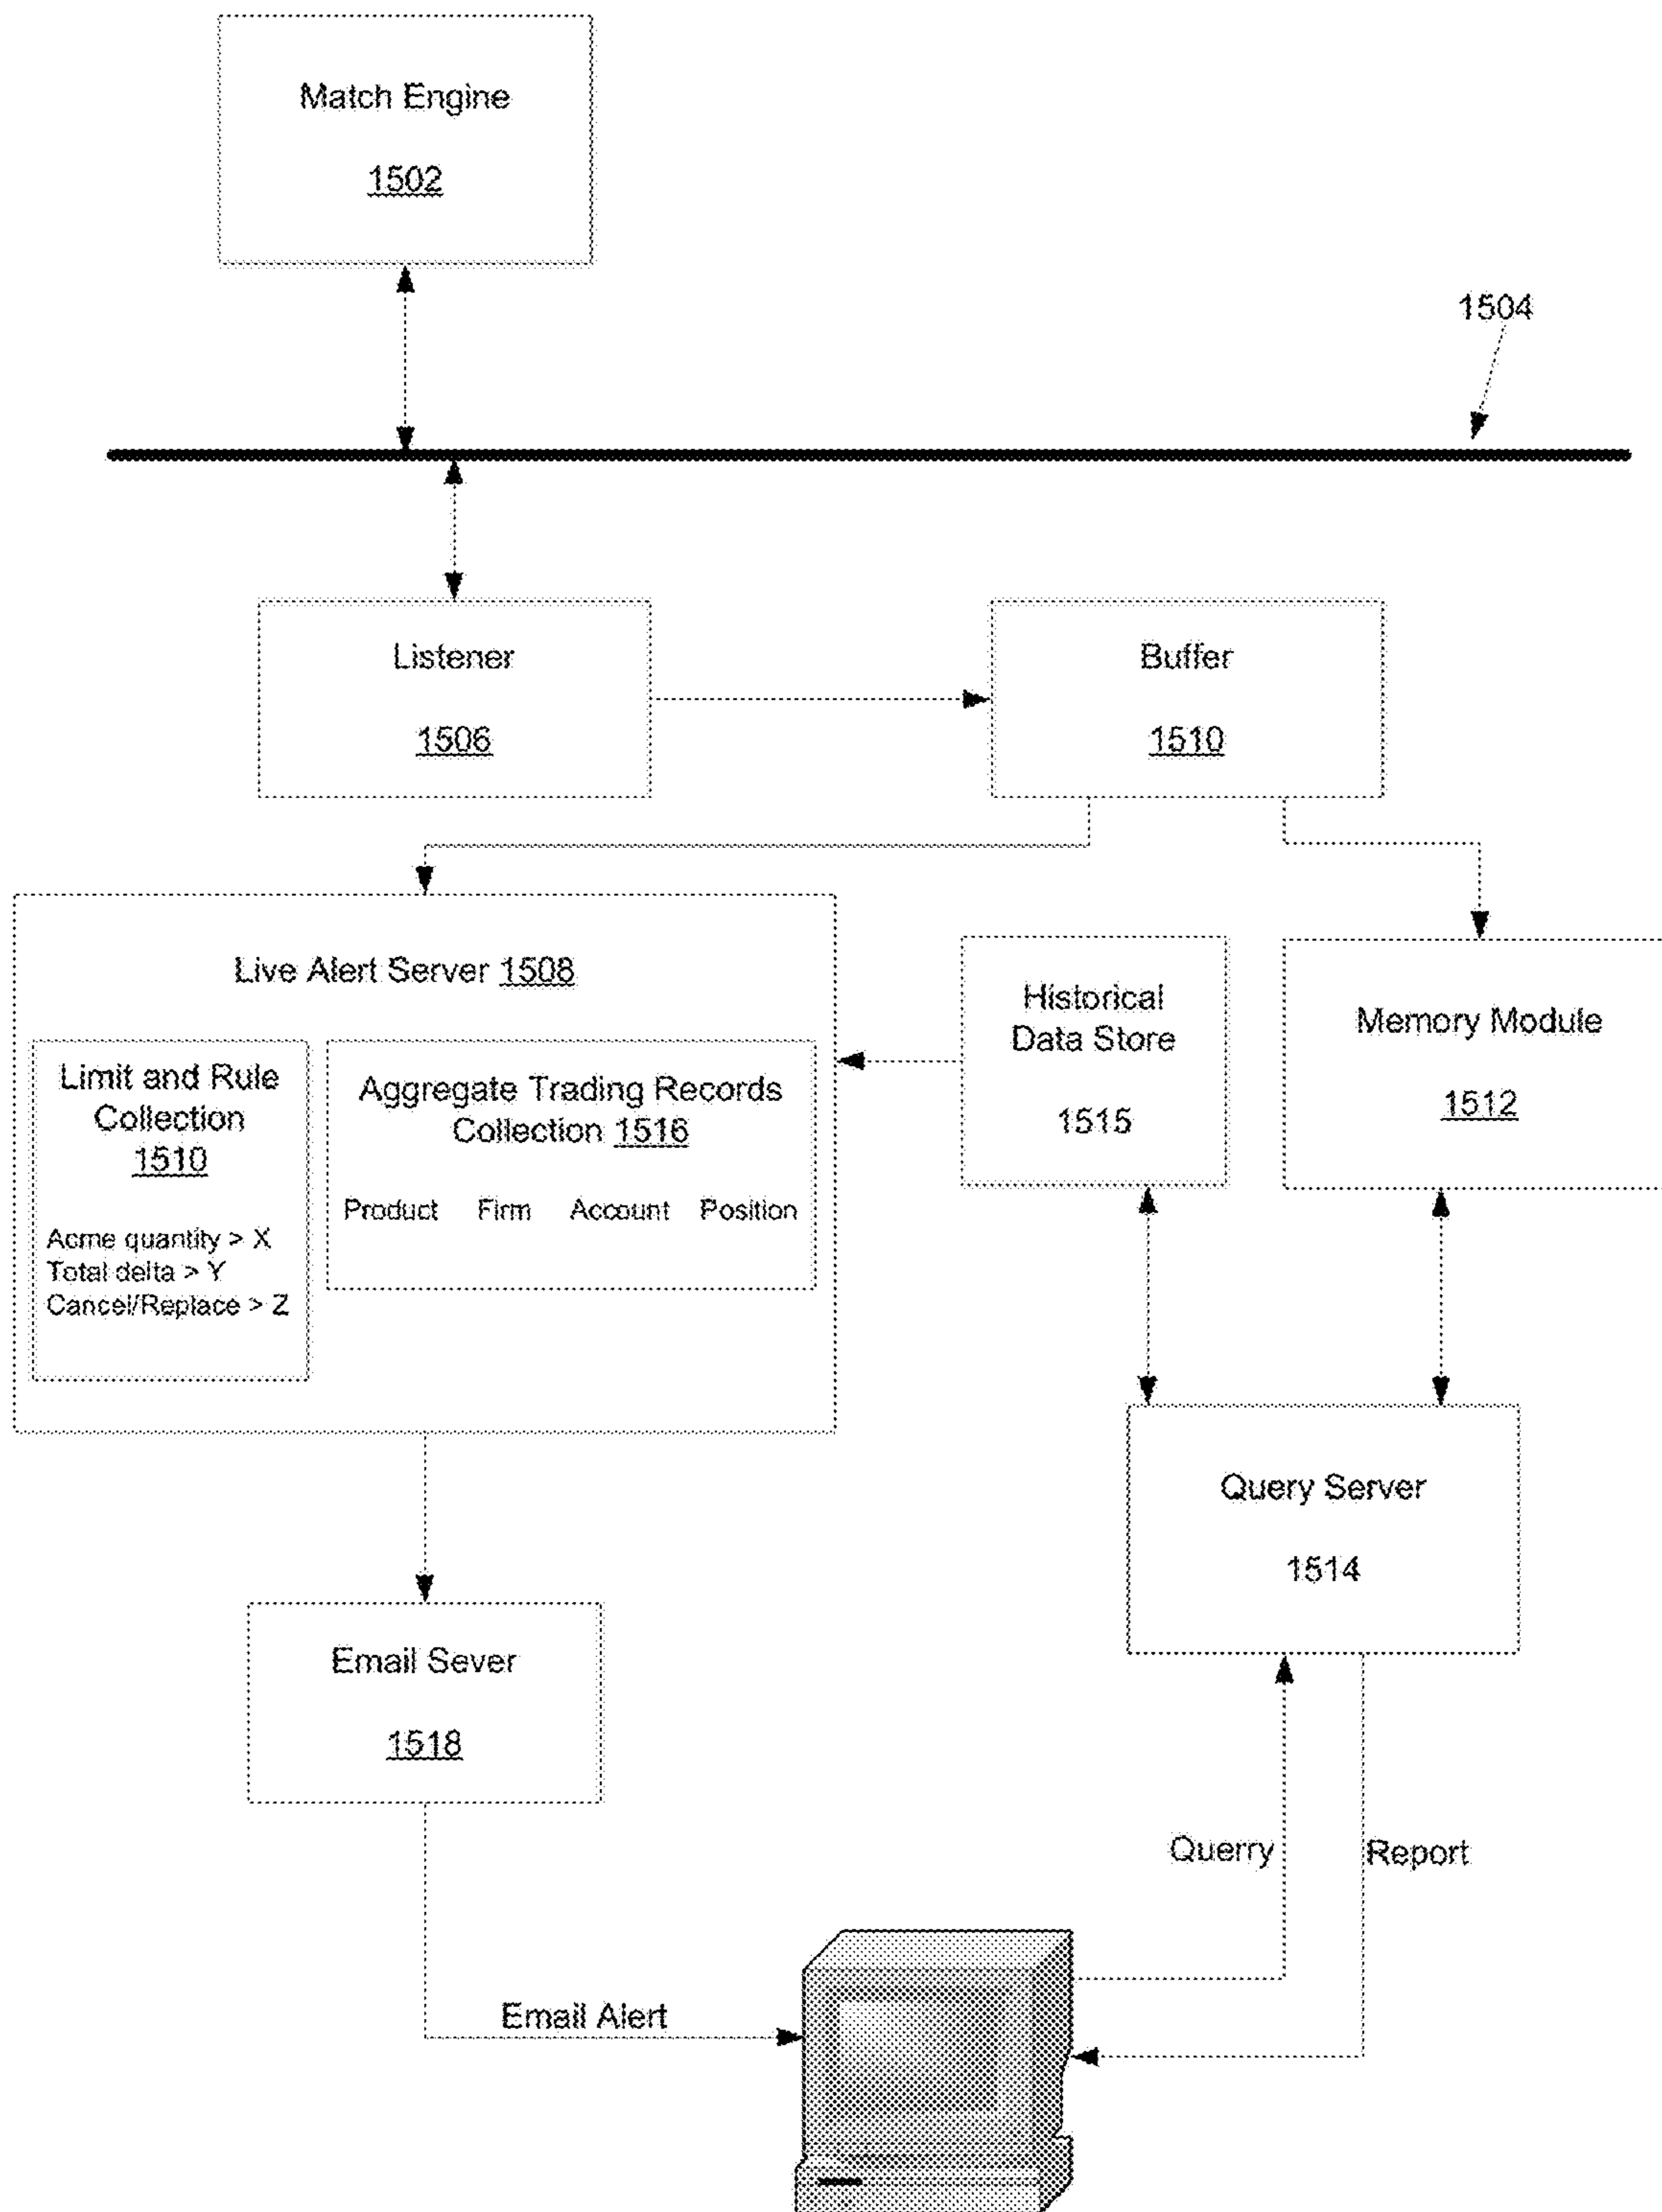 Match Engine
1502
1504
Listener
1506
Buffer
1510
Live Alert Server 1508
Limit and Rule
Collection
1510
Acme quantity > X
Total delta > Y
Cancel/Replace > Z
Aggregate Trading Records
Collection 1516
Product Firm Account Position
Historical
Data Store
1515
Memory Module
1512
Query Server
1514
Email Sever
1518
Querry
Report
Email Alert